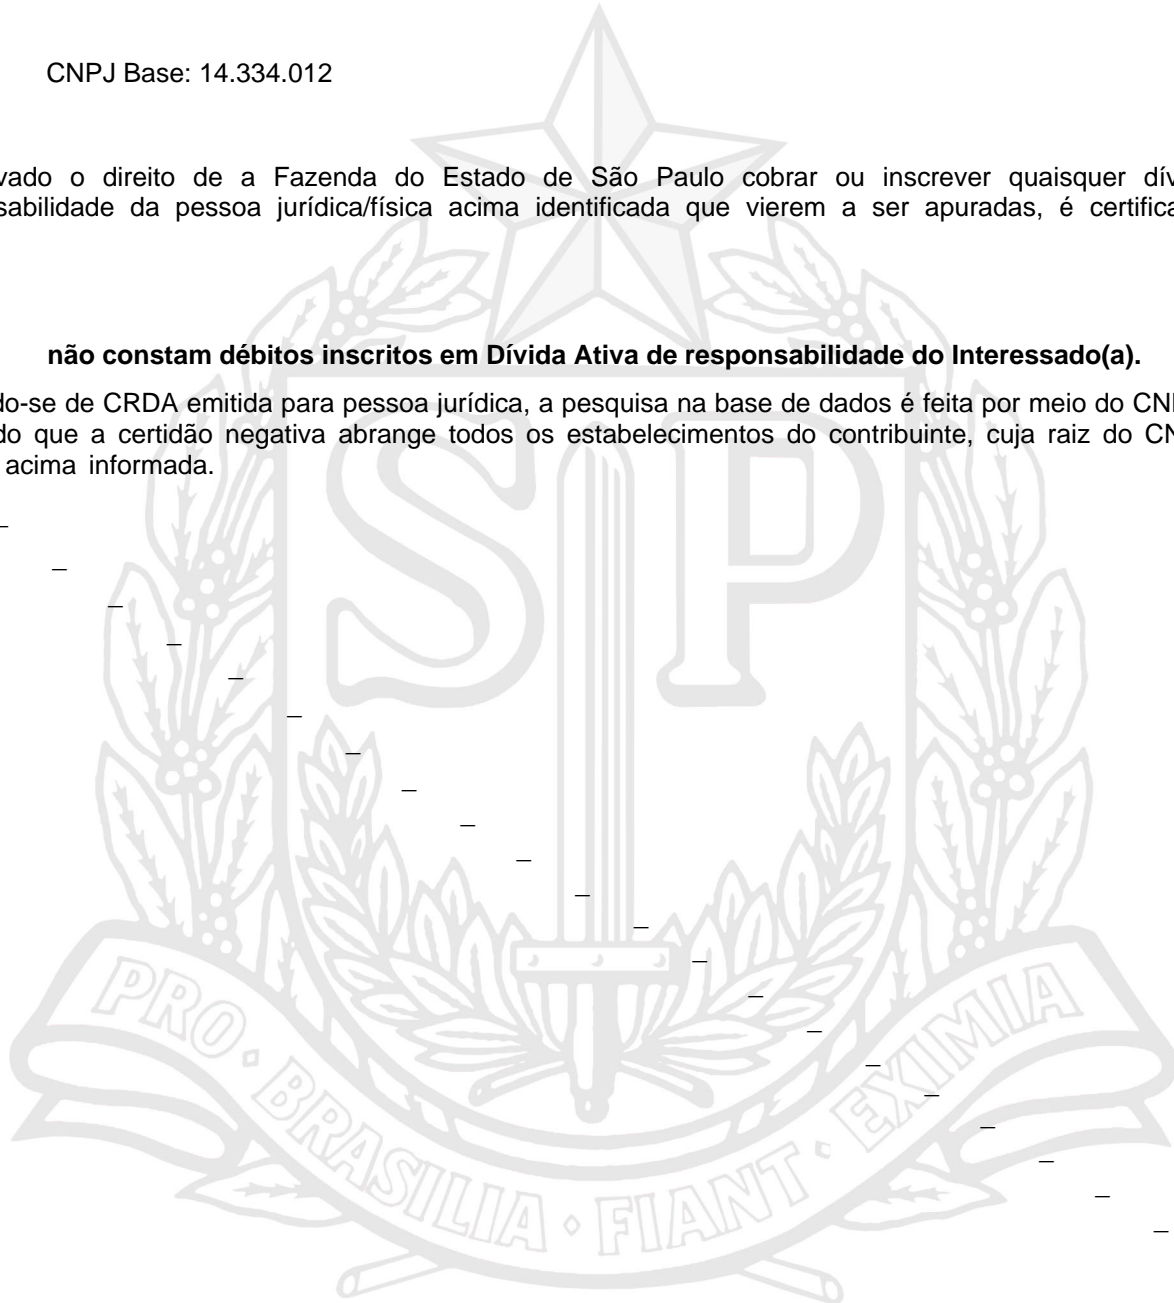 CNPJ Base: 14.334.012
vado o direito de a Fazenda do Estado de São Paulo cobrar ou inscrever quaisquer dív
sabilidade da pessoa jurídica/física acima identificada que vierem a ser apuradas, é certifica
não constam débitos inscritos em Dívida Ativa de responsabilidade do Interessado(a).
do-se de CRDA emitida para pessoa jurídica, a pesquisa na base de dados é feita por meio do CN
do que a certidão negativa abrange todos os estabelecimentos do contribuinte, cuja raiz do CN
acima informada.
SP
PRO • BRASILIA • FIANT • EXIMIA